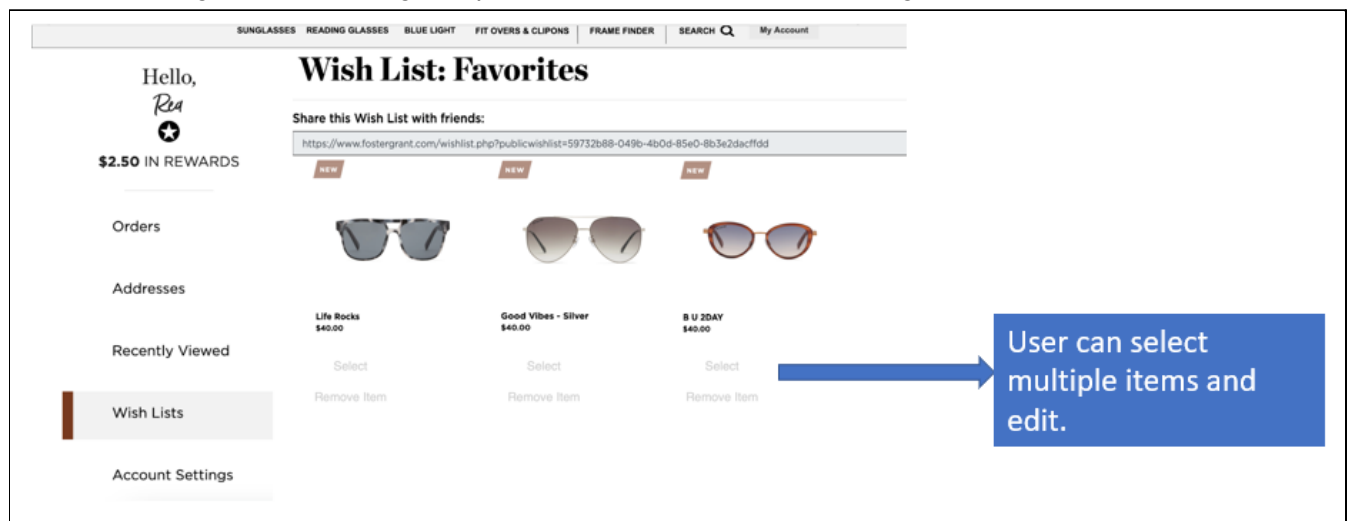 SUNGLASSES READING GLASSES BLUE LIGHT FIT OVERS & CLIPONS FRAME FINDER SEARCH My Account
Hello,
Rea
$2.50 IN REWARDS
Orders
Addresses
Recently Viewed
Wish Lists
Account Settings
Wish List: Favorites
Share this Wish List with friends:
https://www.fostergrant.com/wishlist.php?publicwishlist=59732b88-049b-4b0d-85e0-8b3e2dacffdd
NEW NEW NEW
Life Rocks Good Vibes - Silver B U 2DAY
$40.00 $40.00 $40.00
Select Select Select
Remove Item Remove Item Remove Item
User can select
multiple items and
edit.